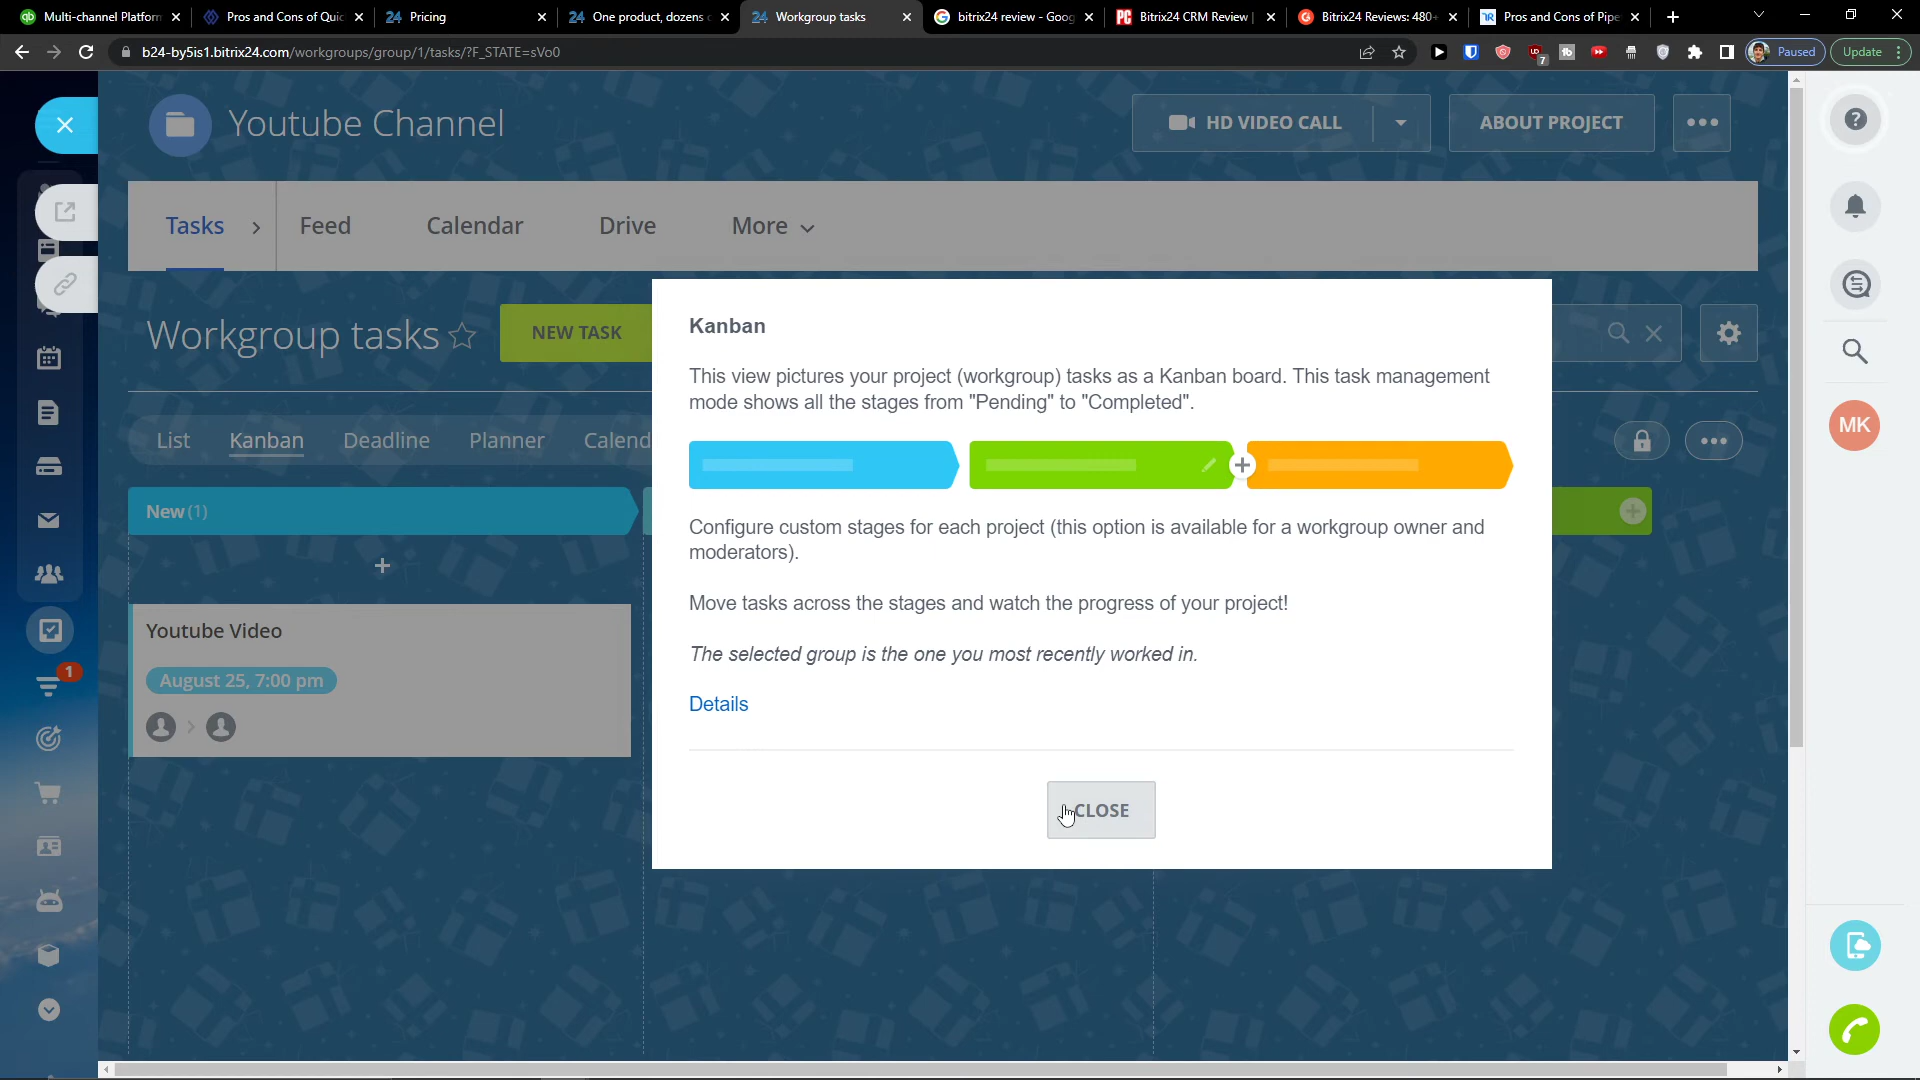 Multi-channel Platform
Pros and Cons of Quic
24 Pricing
24 One product, dozens
24 Workgroup tasks
bitrix24 review - Goog
PC Bitrix24 CRM Review |
Bitrix24 Reviews: 480+
TR Pros and Cons of Pipe
b24-by5is1.bitrix24.com/workgroups/group/1/tasks/?F_STATE=sVo0
7
Paused
Update
Youtube Channel
HD VIDEO CALL
ABOUT PROJECT
Tasks
Feed
Calendar
Drive
More
Workgroup tasks
NEW TASK
List
Kanban
Deadline
Planner
Calend
New (1)
Youtube Video
August 25, 7:00 pm
1
Kanban
This view pictures your project (workgroup) tasks as a Kanban board. This task management
mode shows all the stages from "Pending" to "Completed".
Configure custom stages for each project (this option is available for a workgroup owner and
moderators).
Move tasks across the stages and watch the progress of your project!
The selected group is the one you most recently worked in.
Details
CLOSE
MK